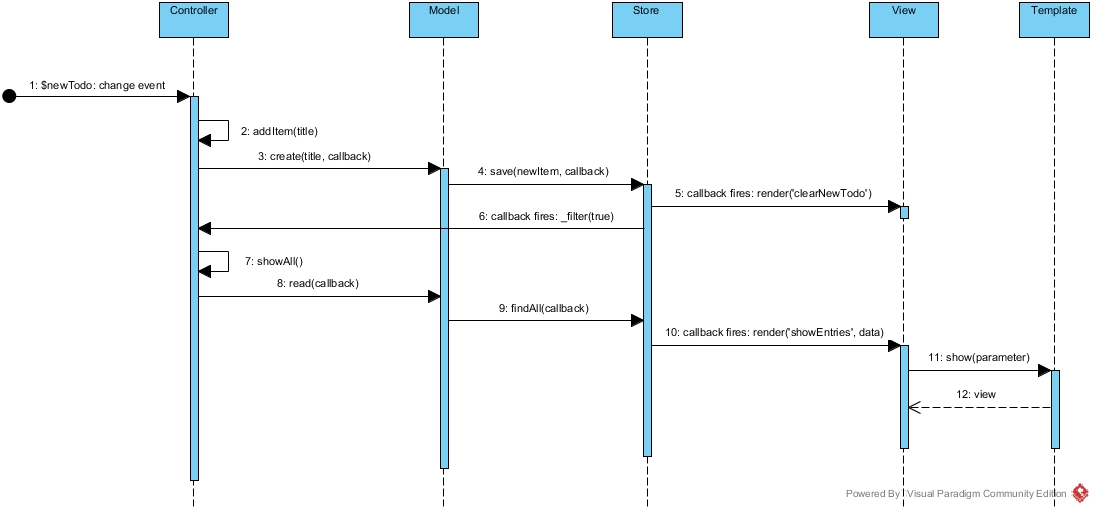 Controller
Model
Store
View
Template
1: $newTodo: change event
2: addItem(title)
3: create(title, callback)
4: save(newItem, callback)
5: callback fires: render('clearNewTodo')
6: callback fires: _filter(true)
7: showAll()
8: read(callback)
9: findAll(callback)
10: callback fires: render('showEntries', data)
11: show(parameter)
12: view
Powered By Visual Paradigm Community Edition